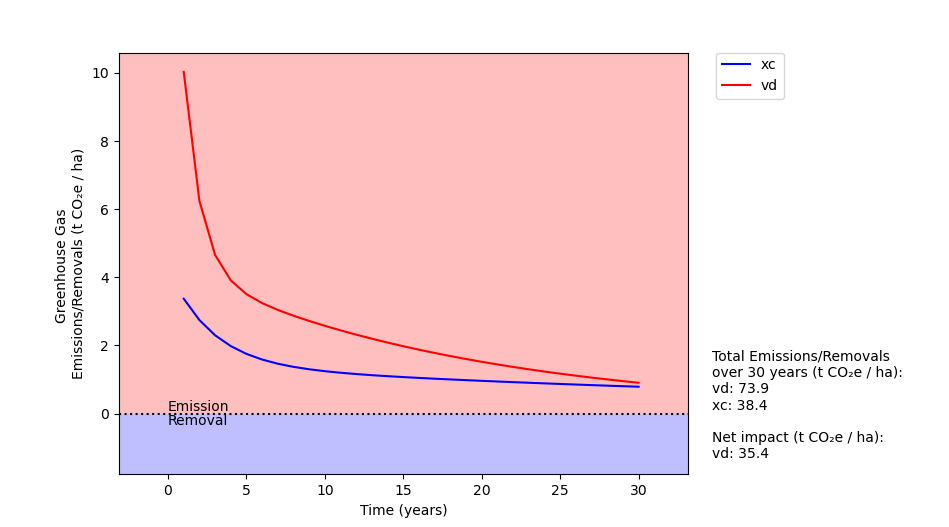 xc
vd
10
8
6
4
2
0
Greenhouse Gas
Emissions/Removals (t CO₂e / ha)
Emission
Removal
0 5 10 15 20 25 30
Time (years)
Total Emissions/Removals
over 30 years (t CO₂e / ha):
vd: 73.9
xc: 38.4
Net impact (t CO₂e / ha):
vd: 35.4